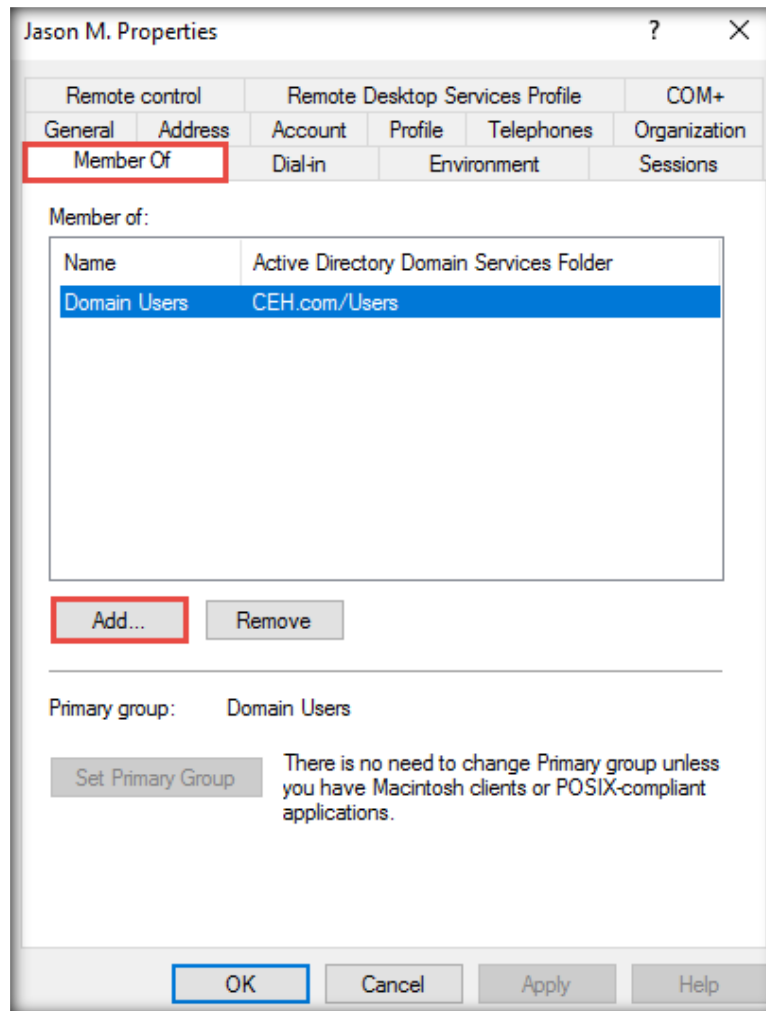 Jason M. Properties ? ×
Remote control Remote Desktop Services Profile COM+
General Address Account Profile Telephones Organization
Member Of Dial-in Environment Sessions
Member of:
Name Active Directory Domain Services Folder
Domain Users CEH.com/Users
Add... Remove
Primary group: Domain Users
Set Primary Group
There is no need to change Primary group unless
you have Macintosh clients or POSIX-compliant
applications.
OK Cancel Apply Help